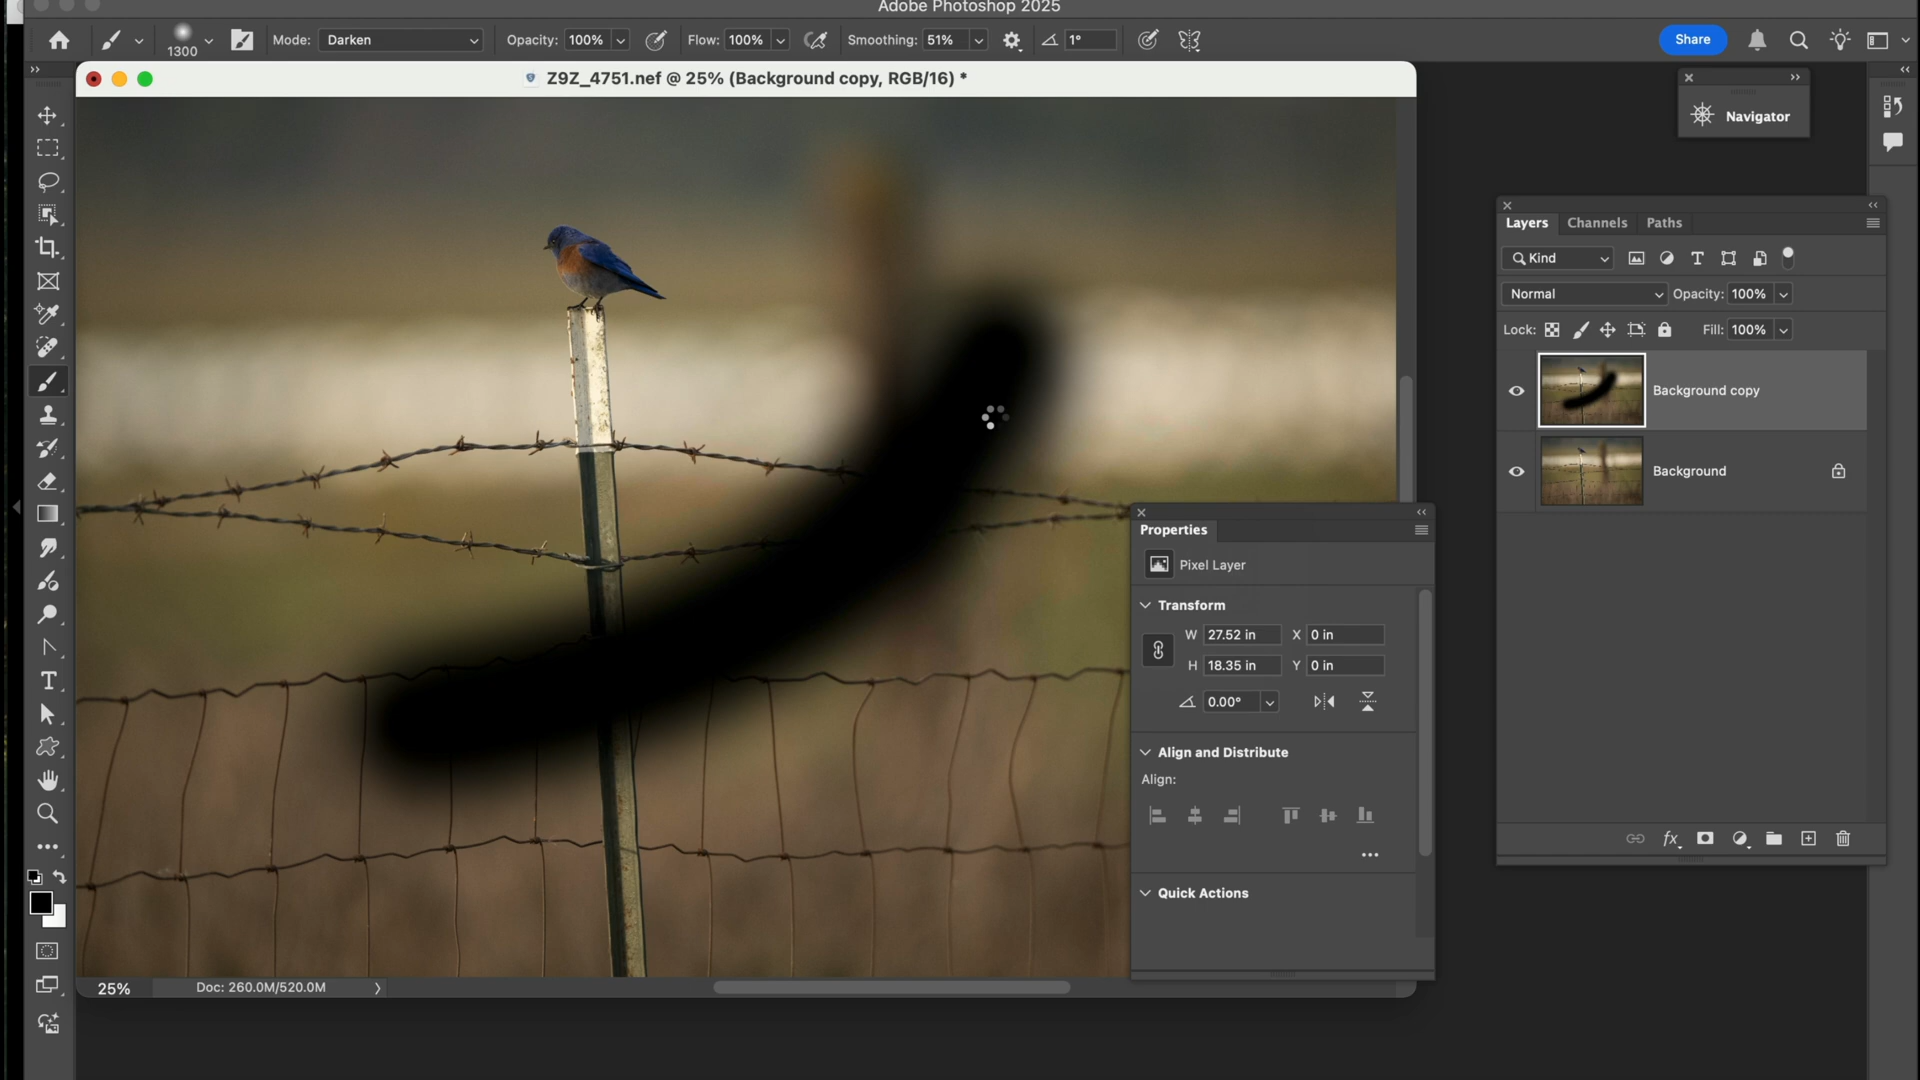 Adobe Photoshop 2025
1300
Mode: Darken
Opacity: 100%
Flow: 100%
Smoothing: 51%
1°
Share
Z9Z_4751.nef @ 25% (Background copy, RGB/16) *
Navigator
Layers Channels Paths
Kind
Normal Opacity: 100%
Lock: Fill: 100%
Background copy
Background
Properties
Pixel Layer
Transform
W 27.52 in X 0 in
H 18.35 in Y 0 in
0.00°
Align and Distribute
Align:
Quick Actions
fx
25% Doc: 260.0M/520.0M